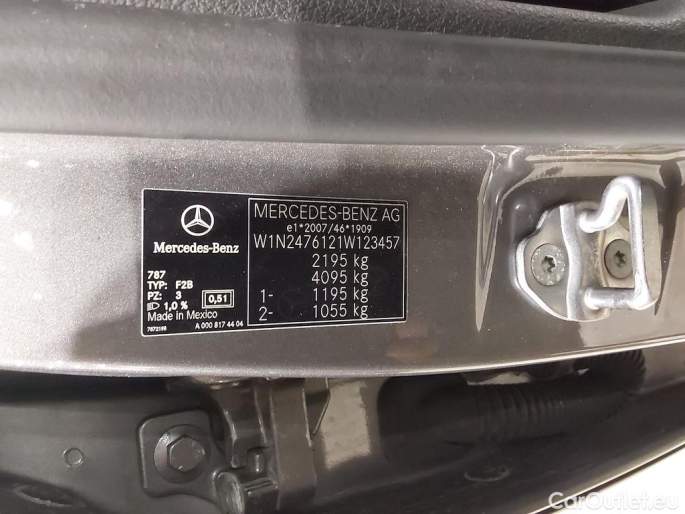 Mercedes-Benz
787
TYP: F2B
PZ: 3
1,0 % 0,51
Made in Mexico
7872198 A 000 817 44 04
MERCEDES-BENZ AG
e1*2007/46*1909
W1N2476121W123457
2195 kg
4095 kg
1- 1195 kg
2- 1055 kg
CarOutlet.eu